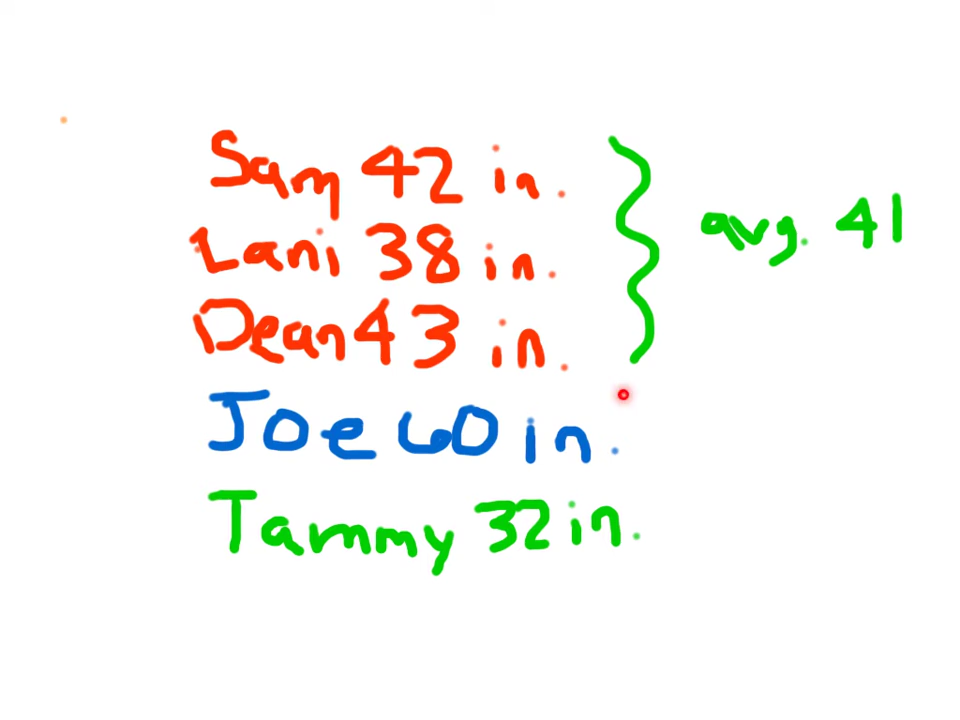 Sam 42 in.
Lani 38 in.
Dean 43 in.
avg. 41
Joe 60 in.
Tammy 32 in.